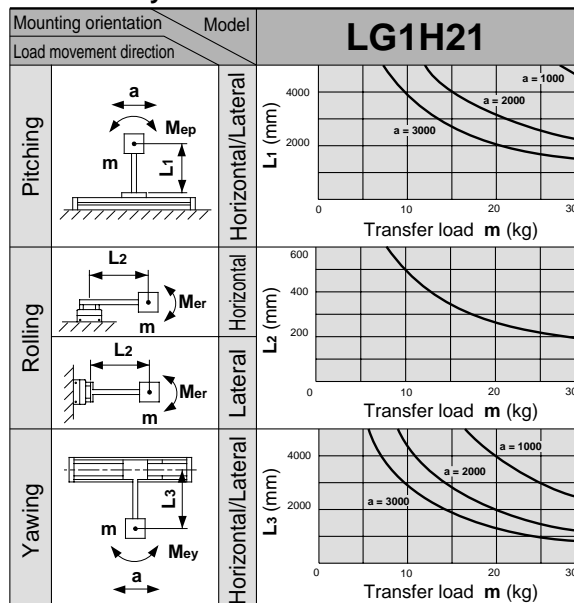 Mounting orientation Model
Load movement direction
LG1H21
Pitching
a
Mep
m
L1
Horizontal/Lateral
L1 (mm)
4000
2000
a = 1000
a = 2000
a = 3000
0 10 20 30
Transfer load m (kg)
Rolling
L2
Mer
m
Horizontal
L2
Mer
m
Lateral
L2 (mm)
600
400
200
0 10 20 30
Transfer load m (kg)
Yawing
L3
m
Mey
a
Horizontal/Lateral
L3 (mm)
4000
2000
a = 1000
a = 2000
a = 3000
0 10 20 30
Transfer load m (kg)